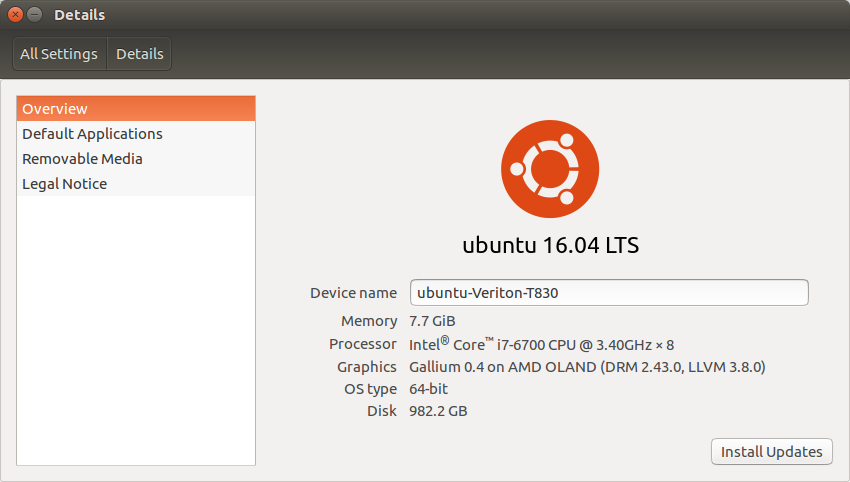 Details
All Settings Details
Overview
Default Applications
Removable Media
Legal Notice
ubuntu 16.04 LTS
Device name ubuntu-Veriton-T830
Memory 7.7 GiB
Processor Intel® Core™ i7-6700 CPU @ 3.40GHz × 8
Graphics Gallium 0.4 on AMD OLAND (DRM 2.43.0, LLVM 3.8.0)
OS type 64-bit
Disk 982.2 GB
Install Updates